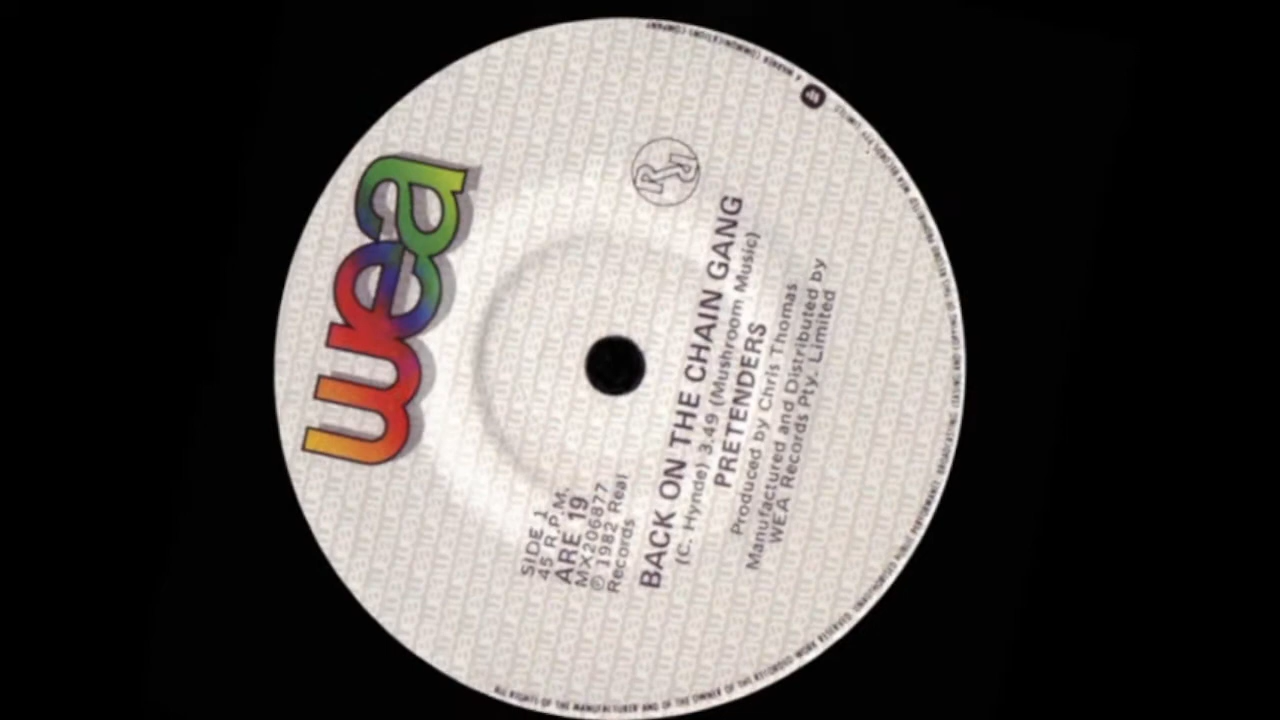 wea
SIDE 1
45 R.P.M.
ARE 19
MX206877
℗ 1982 Real
Records
BACK ON THE CHAIN GANG
(C. Hynde) 3.49 (Mushroom Music)
PRETENDERS
Produced by Chris Thomas
Manufactured and Distributed by
WEA Records Pty. Limited